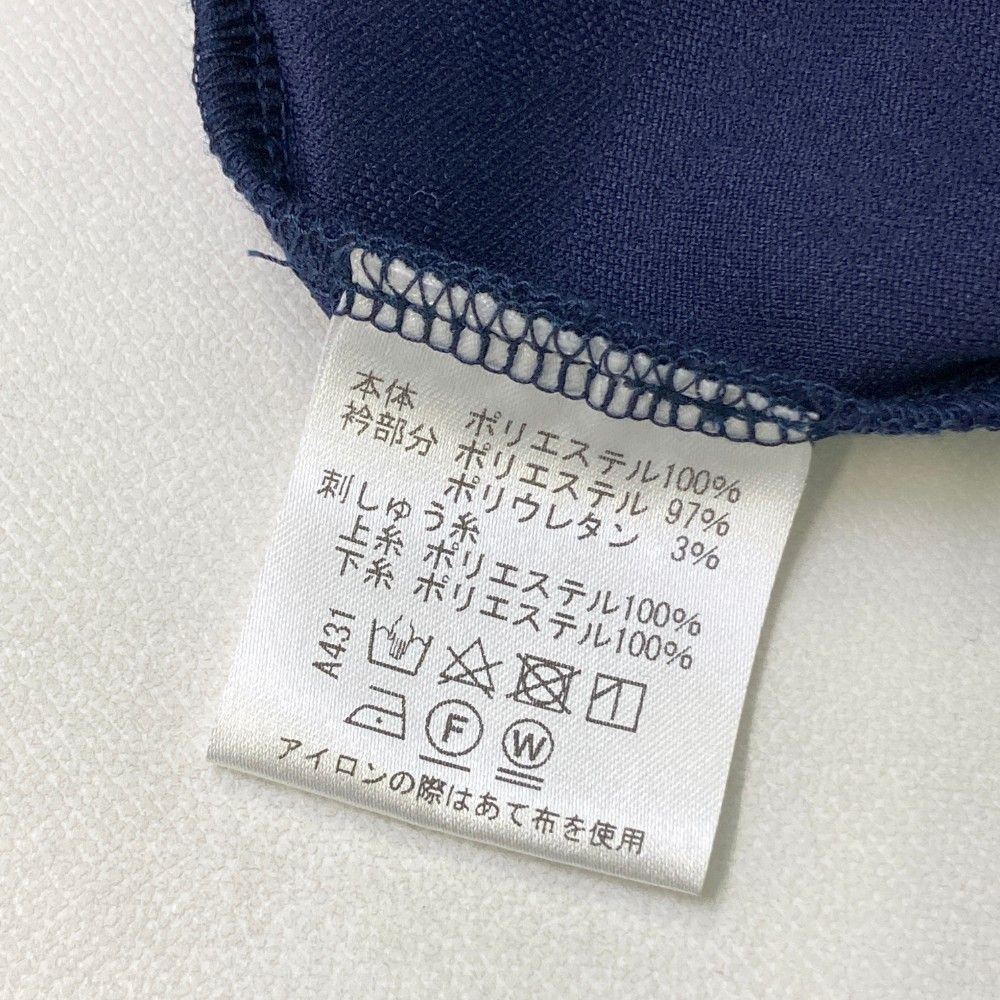 本体 ポリエステル100%
衿部分 ポリエステル 97%
ポリウレタン 3%
刺しゅう糸
上糸 ポリエステル100%
下糸 ポリエステル100%
A431
F
W
アイロンの際はあて布を使用